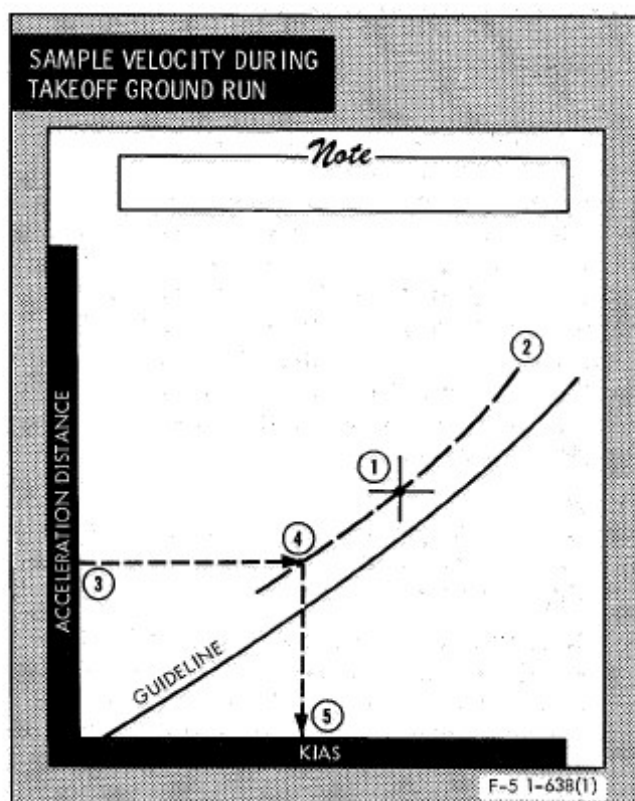 SAMPLE VELOCITY DURING
TAKEOFF GROUND RUN
Note
2
1
ACCELERATION DISTANCE
4
3
GUIDELINE
5
KIAS
F-5 1-638(1)